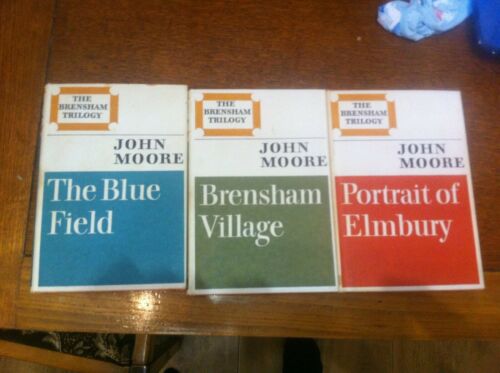 THE
BRENSHAM
TRILOGY
JOHN
MOORE
The Blue
Field
THE
BRENSHAM
TRILOGY
JOHN
MOORE
Brensham
Village
THE
BRENSHAM
TRILOGY
JOHN
MOORE
Portrait of
Elmbury